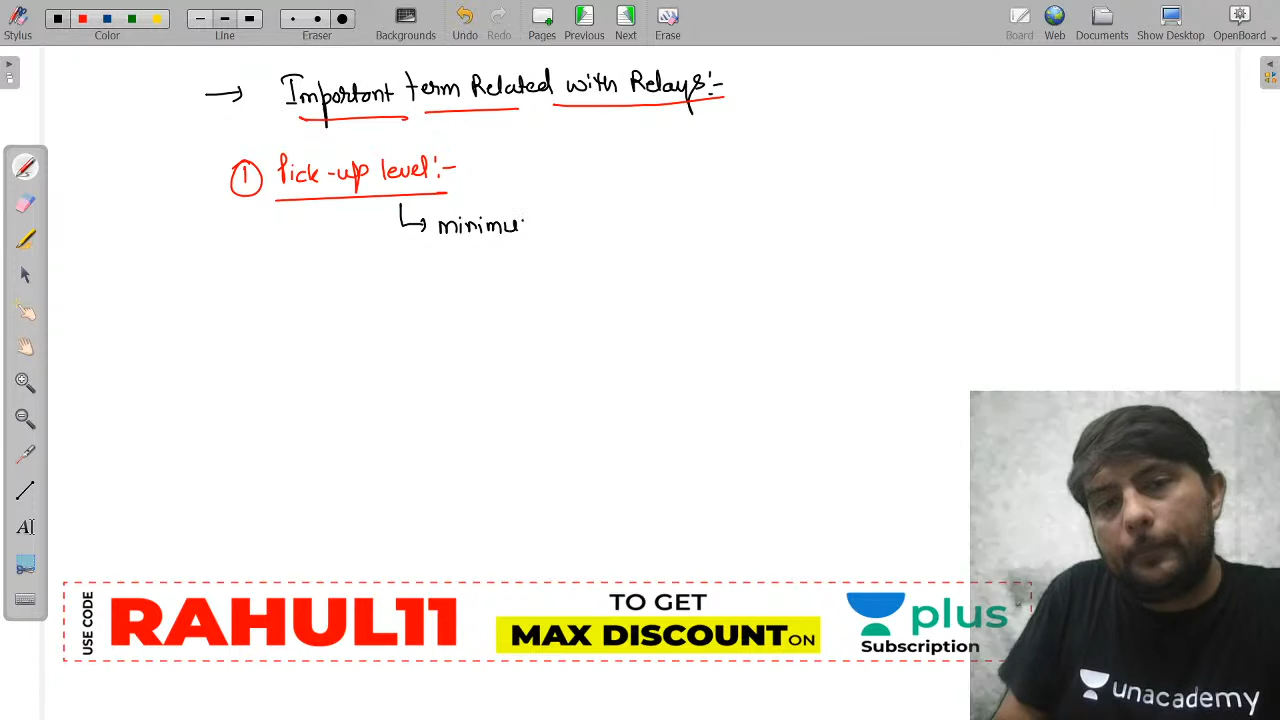 Stylus
Color
Line
Eraser
Backgrounds
Undo
Redo
Pages
Previous
Next
Erase
Board
Web
Documents
Show Desktop
OpenBoard
→ Important term Related with Relays:-
① Pick-up level:-
↳ minimu
AI
USE CODE
RAHUL11
TO GET
MAX DISCOUNT ON
plus
Subscription
unacademy